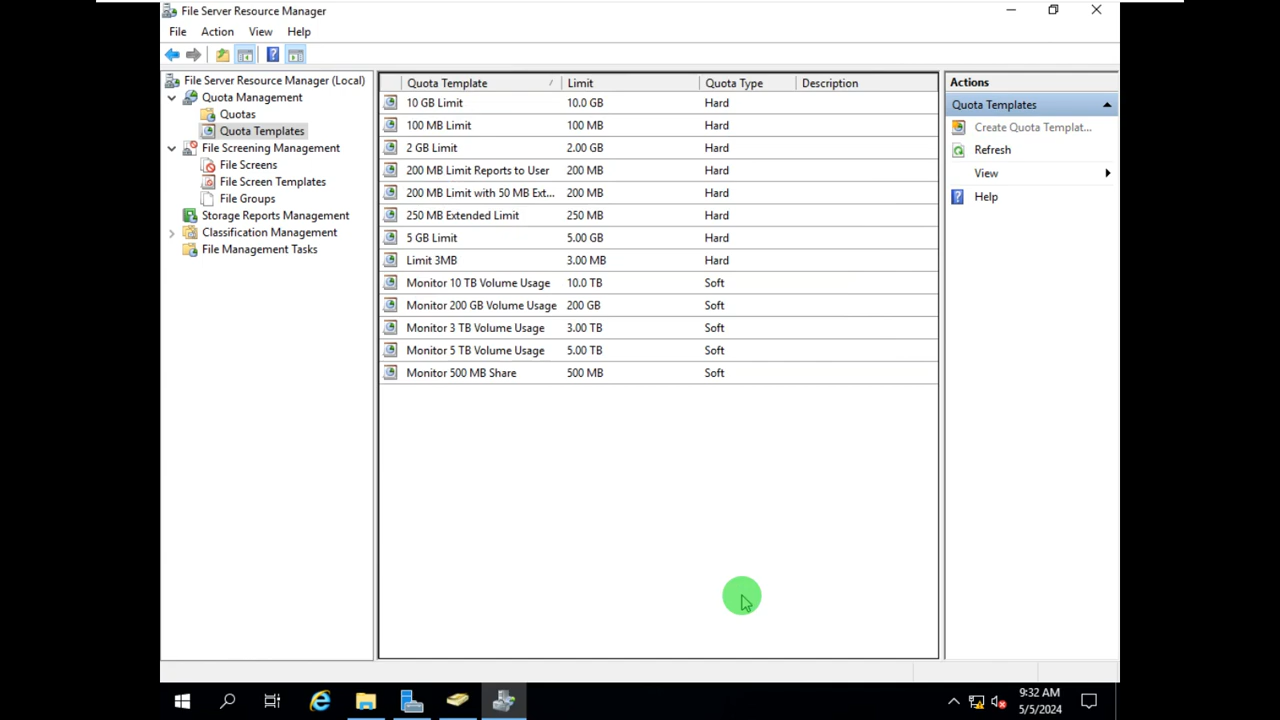 File Server Resource Manager
File Action View Help
File Server Resource Manager (Local)
Quota Management
Quotas
Quota Templates
File Screening Management
File Screens
File Screen Templates
File Groups
Storage Reports Management
Classification Management
File Management Tasks
Quota Template Limit Quota Type Description
10 GB Limit 10.0 GB Hard
100 MB Limit 100 MB Hard
2 GB Limit 2.00 GB Hard
200 MB Limit Reports to User 200 MB Hard
200 MB Limit with 50 MB Ext... 200 MB Hard
250 MB Extended Limit 250 MB Hard
5 GB Limit 5.00 GB Hard
Limit 3MB 3.00 MB Hard
Monitor 10 TB Volume Usage 10.0 TB Soft
Monitor 200 GB Volume Usage 200 GB Soft
Monitor 3 TB Volume Usage 3.00 TB Soft
Monitor 5 TB Volume Usage 5.00 TB Soft
Monitor 500 MB Share 500 MB Soft
Actions
Quota Templates
Create Quota Templat...
Refresh
View
Help
9:32 AM
5/5/2024